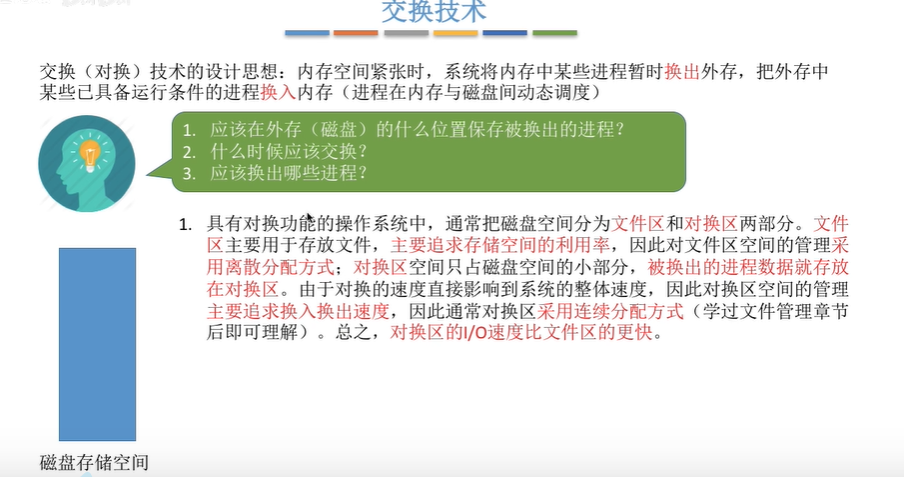 交换技术
交换（对换）技术的设计思想：内存空间紧张时，系统将内存中某些进程暂时换出外存，把外存中
某些已具备运行条件的进程换入内存（进程在内存与磁盘间动态调度）
1. 应该在外存（磁盘）的什么位置保存被换出的进程？
2. 什么时候应该交换？
3. 应该换出哪些进程？
1. 具有对换功能的操作系统中，通常把磁盘空间分为文件区和对换区两部分。文件
区主要用于存放文件，主要追求存储空间的利用率，因此对文件区空间的管理采
用离散分配方式；对换区空间只占磁盘空间的小部分，被换出的进程数据就存放
在对换区。由于对换的速度直接影响到系统的整体速度，因此对换区空间的管理
主要追求换入换出速度，因此通常对换区采用连续分配方式（学过文件管理章节
后即可理解）。总之，对换区的I/O速度比文件区的更快。
磁盘存储空间